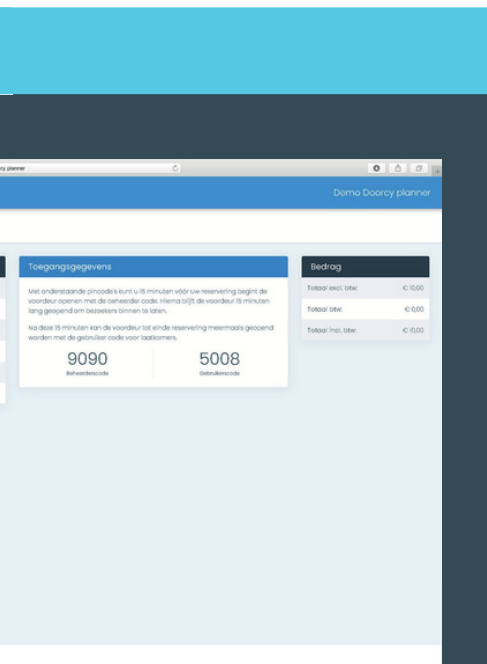 cy planner
Demo Doorcy planner
Toegangsgegevens
Met onderstaande pincode's kunt u 15 minuten vóór uw reservering begint de
voordeur openen met de beheerder code. Hierna blijft de voordeur 15 minuten
lang geopend om bezoekers binnen te laten.
Na deze 15 minuten kan de voordeur tot einde reservering meermaals geopend
worden met de gebruiker code voor laatkomers.
9090
Beheerderscode
5008
Gebruikerscode
Bedrag
Totaal excl. btw: € 10,00
Totaal btw: € 0,00
Totaal incl. btw: € 10,00